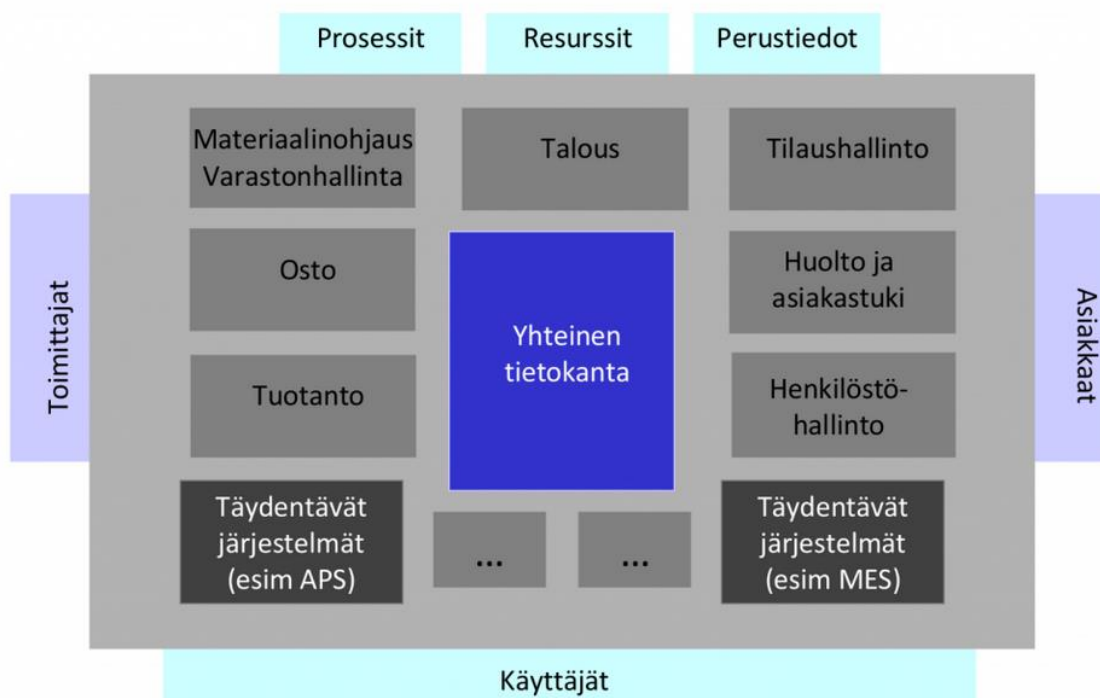 Prosessit
Resurssit
Perustiedot
Materiaalinohjaus
Varastonhallinta
Talous
Tilaushallinto
Toimittajat
Osto
Yhteinen
tietokanta
Huolto ja
asiakastuki
Asiakkaat
Tuotanto
Henkilöstö-
hallinto
Täydentävät
järjestelmät
(esim APS)
...
...
Täydentävät
järjestelmät
(esim MES)
Käyttäjät